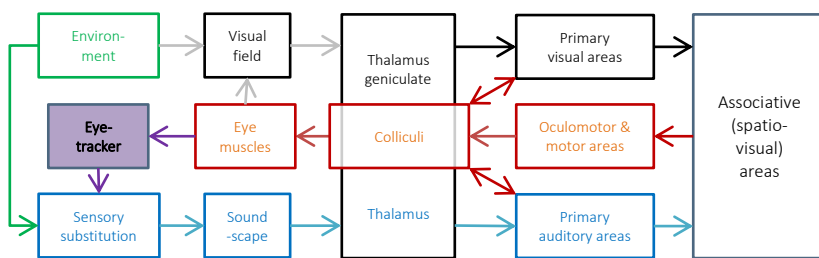 Environ-
ment
Visual
field
Thalamus
geniculate
Primary
visual areas
Associative
(spatio-
visual)
areas
Eye-
tracker
Eye
muscles
Colliculi
Oculomotor &
motor areas
Sensory
substitution
Sound
-scape
Thalamus
Primary
auditory areas